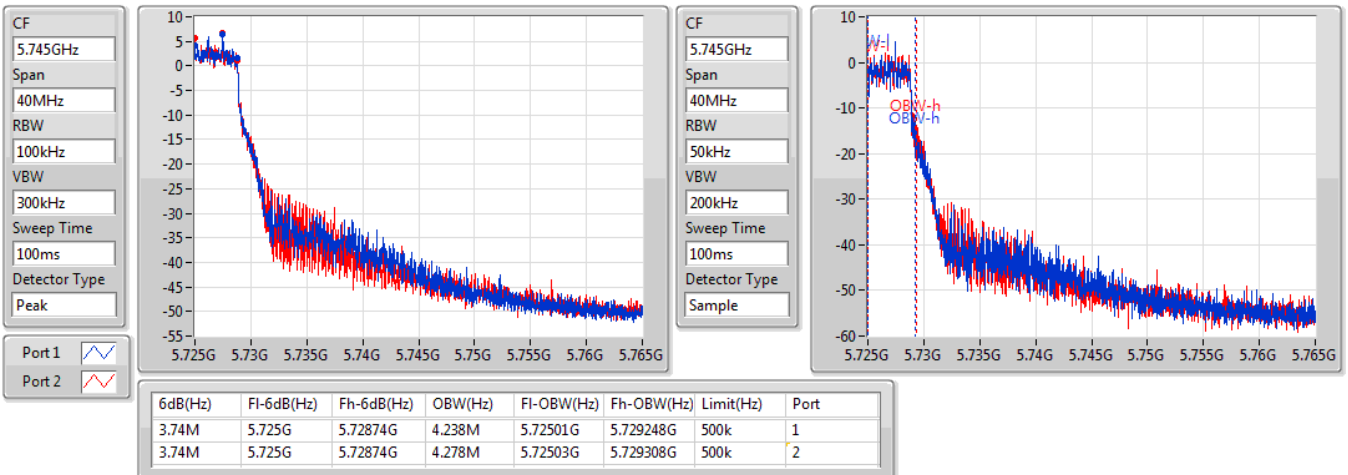 CF
5.745GHz
Span
40MHz
RBW
100kHz
VBW
300kHz
Sweep Time
100ms
Detector Type
Peak
Port 1
Port 2
10
5
0
-5
-10
-15
-20
-25
-30
-35
-40
-45
-50
-55
5.725G 5.73G 5.735G 5.74G 5.745G 5.75G 5.755G 5.76G 5.765G
CF
5.745GHz
Span
40MHz
RBW
50kHz
VBW
200kHz
Sweep Time
100ms
Detector Type
Sample
10
0
-10
-20
-30
-40
-50
-60
OBW-h
OBW-h
5.725G 5.73G 5.735G 5.74G 5.745G 5.75G 5.755G 5.76G 5.765G
6dB(Hz) Fl-6dB(Hz) Fh-6dB(Hz) OBW(Hz) Fl-OBW(Hz) Fh-OBW(Hz) Limit(Hz) Port
3.74M 5.725G 5.72874G 4.238M 5.72501G 5.729248G 500k 1
3.74M 5.725G 5.72874G 4.278M 5.72503G 5.729308G 500k 2